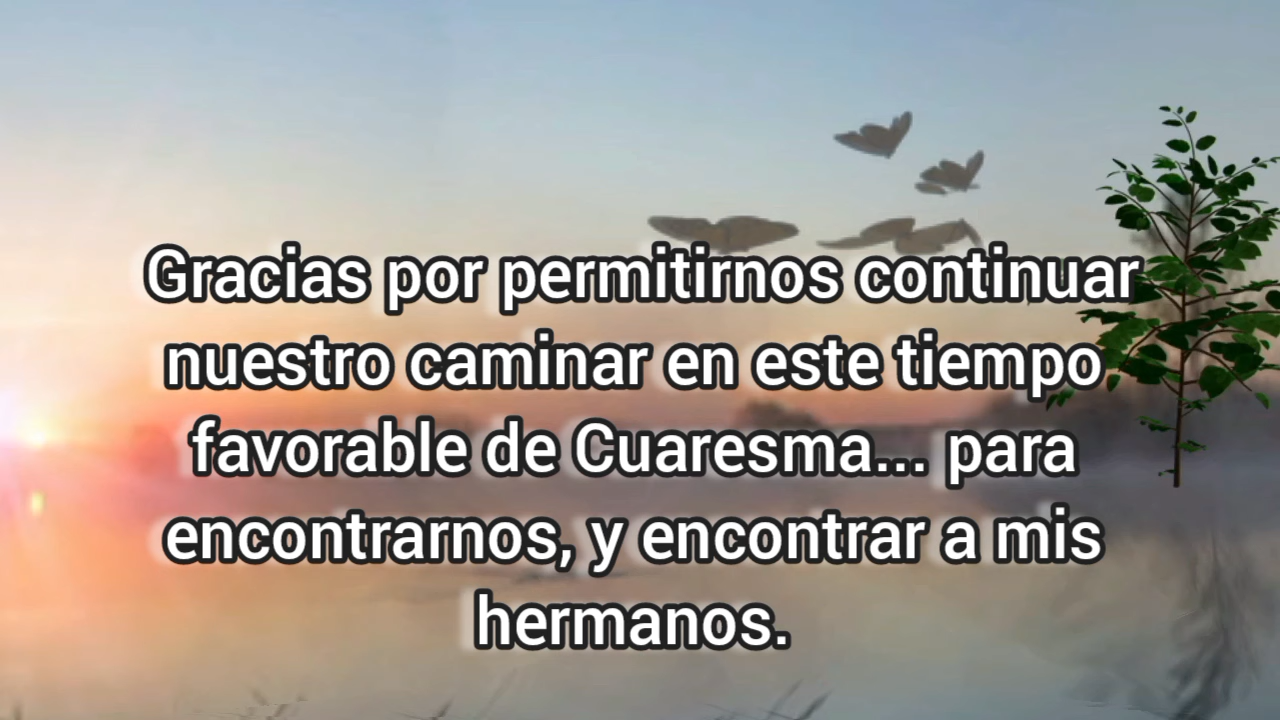 Gracias por permitirnos continuar
nuestro caminar en este tiempo
favorable de Cuaresma... para
encontrarnos, y encontrar a mis
hermanos.